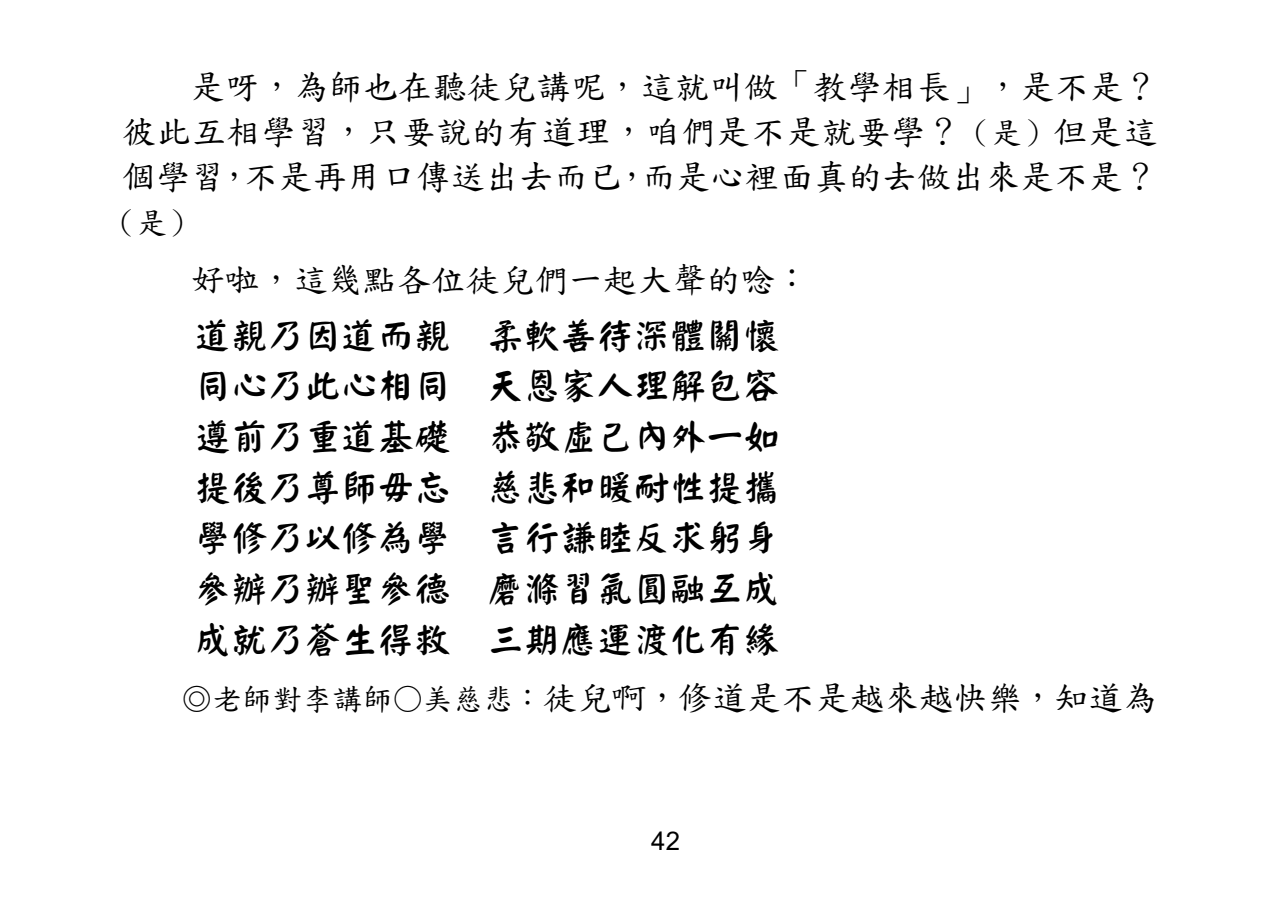 是呀，為師也在聽徒兒講呢，這就叫做「教學相長」，是不是？
彼此互相學習，只要說的有道理，咱們是不是就要學？（是）但是這
個學習，不是再用口傳送出去而已，而是心裡面真的去做出來是不是？
（是）
好啦，這幾點各位徒兒們一起大聲的唸：
道親乃因道而親　柔軟善待深體關懷
同心乃此心相同　天恩家人理解包容
遵前乃重道基礎　恭敬虛己內外一如
提後乃尊師毋忘　慈悲和暖耐性提攜
學修乃以修為學　言行謙睦反求躬身
參辦乃辦聖參德　磨滌習氣圓融互成
成就乃蒼生得救　三期應運渡化有緣
◎老師對李講師○美慈悲：徒兒啊，修道是不是越來越快樂，知道為
42